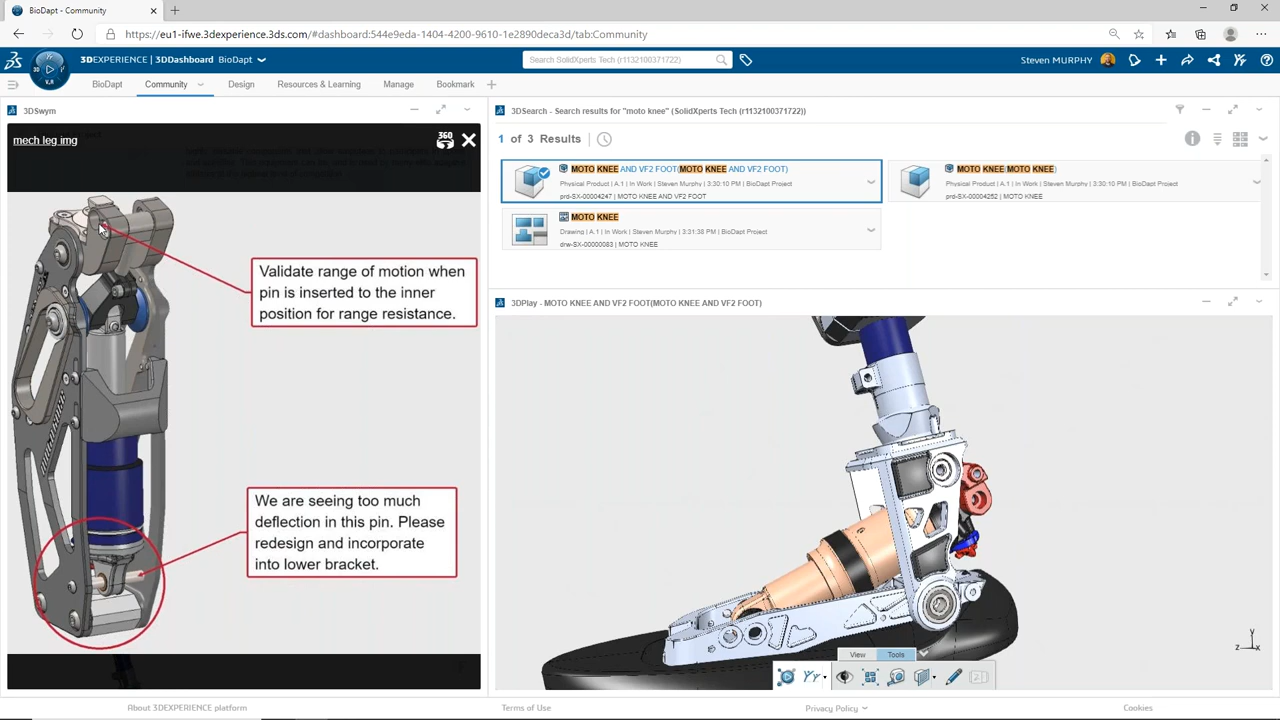 BioDapt - Community
https://eu1-ifwe.3dexperience.3ds.com/#dashboard:544e9eda-1404-4200-9610-1e2890deca3d/tab:Community
3DEXPERIENCE | 3DDashboard BioDapt
Search SolidXperts Tech (r1132100371722)
Steven MURPHY
BioDapt
Community
Design
Resources & Learning
Manage
Bookmark
3DSwym
mech leg img
360
Validate range of motion when
pin is inserted to the inner
position for range resistance.
We are seeing too much
deflection in this pin. Please
redesign and incorporate
into lower bracket.
3DSearch - Search results for "moto knee" (SolidXperts Tech (r1132100371722))
1 of 3 Results
MOTO KNEE AND VF2 FOOT(MOTO KNEE AND VF2 FOOT)
Physical Product | A.1 | In Work | Steven Murphy | 3:30:10 PM | BioDapt Project
prd-SX-00004247 | MOTO KNEE AND VF2 FOOT
MOTO KNEE(MOTO KNEE)
Physical Product | A.1 | In Work | Steven Murphy | 3:30:10 PM | BioDapt Project
prd-SX-00004252 | MOTO KNEE
MOTO KNEE
Drawing | A.1 | In Work | Steven Murphy | 3:31:38 PM | BioDapt Project
drw-SX-00000083 | MOTO KNEE
3DPlay - MOTO KNEE AND VF2 FOOT(MOTO KNEE AND VF2 FOOT)
y
z
x
View
Tools
About 3DEXPERIENCE platform
Terms of Use
Privacy Policy
Cookies